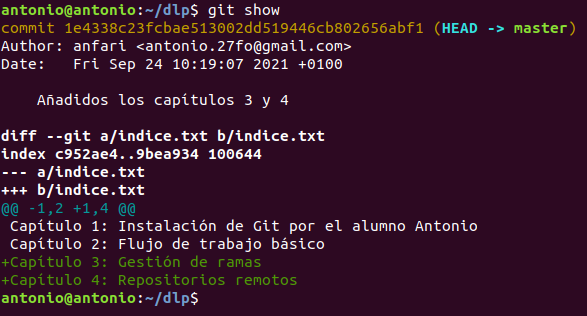 antonio@antonio:~/dlp$ git show
commit 1e4338c23fcbae513002dd519446cb802656abf1 (HEAD -> master)
Author: anfari <antonio.27fo@gmail.com>
Date:   Fri Sep 24 10:19:07 2021 +0100
    Añadidos los capítulos 3 y 4
diff --git a/indice.txt b/indice.txt
index c952ae4..9bea934 100644
--- a/indice.txt
+++ b/indice.txt
@@ -1,2 +1,4 @@
 Capítulo 1: Instalación de Git por el alumno Antonio
 Capítulo 2: Flujo de trabajo básico
+Capítulo 3: Gestión de ramas
+Capítulo 4: Repositorios remotos
antonio@antonio:~/dlp$